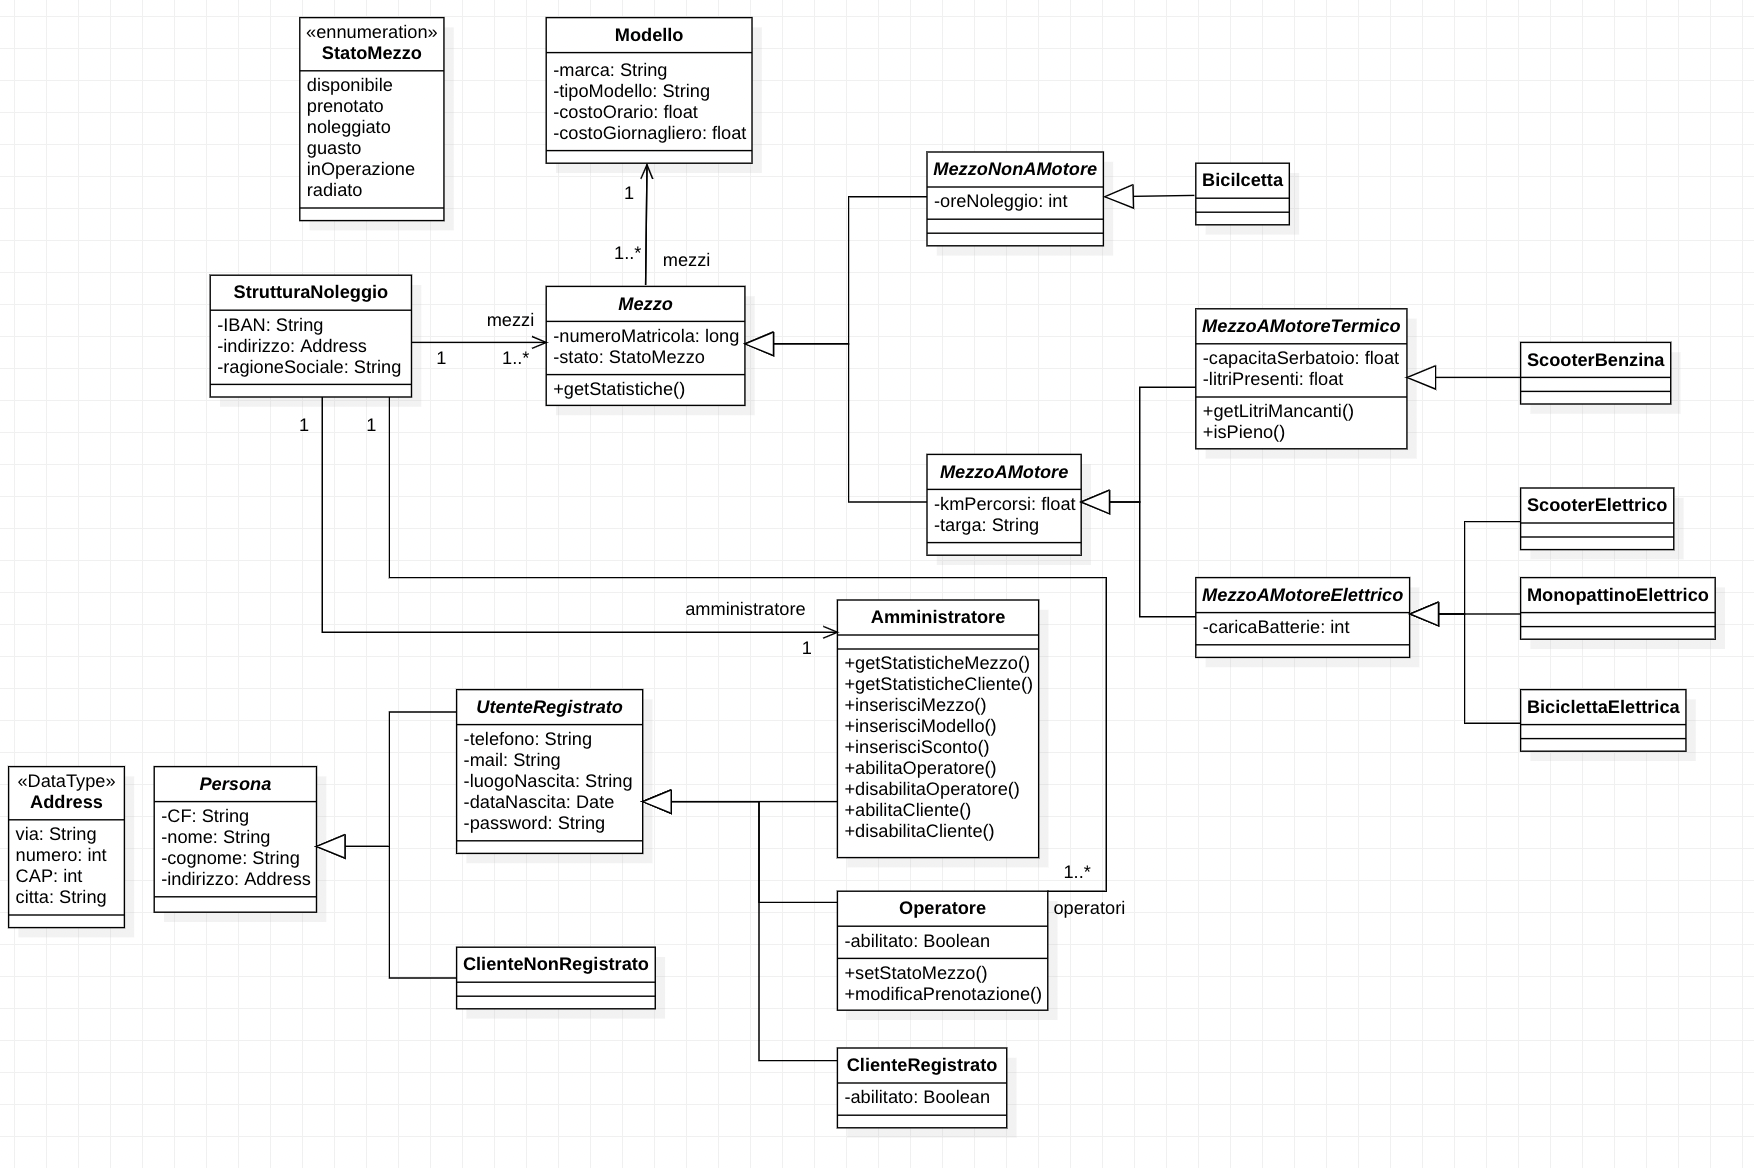 «ennumeration»
StatoMezzo
disponibile
prenotato
noleggiato
guasto
inOperazione
radiato
Modello
-marca: String
-tipoModello: String
-costoOrario: float
-costoGiornagliero: float
1
1..*
mezzi
MezzoNonAMotore
-oreNoleggio: int
Bicilcetta
StrutturaNoleggio
-IBAN: String
-indirizzo: Address
-ragioneSociale: String
mezzi
1
1..*
Mezzo
-numeroMatricola: long
-stato: StatoMezzo
+getStatistiche()
MezzoAMotoreTermico
-capacitaSerbatoio: float
-litriPresenti: float
+getLitriMancanti()
+isPieno()
ScooterBenzina
1
1
MezzoAMotore
-kmPercorsi: float
-targa: String
ScooterElettrico
MezzoAMotoreElettrico
-caricaBatterie: int
MonopattinoElettrico
BiciclettaElettrica
amministratore
1
Amministratore
+getStatisticheMezzo()
+getStatisticheCliente()
+inserisciMezzo()
+inserisciModello()
+inserisciSconto()
+abilitaOperatore()
+disabilitaOperatore()
+abilitaCliente()
+disabilitaCliente()
UtenteRegistrato
-telefono: String
-mail: String
-luogoNascita: String
-dataNascita: Date
-password: String
«DataType»
Address
via: String
numero: int
CAP: int
citta: String
Persona
-CF: String
-nome: String
-cognome: String
-indirizzo: Address
1..*
operatori
Operatore
-abilitato: Boolean
+setStatoMezzo()
+modificaPrenotazione()
ClienteNonRegistrato
ClienteRegistrato
-abilitato: Boolean